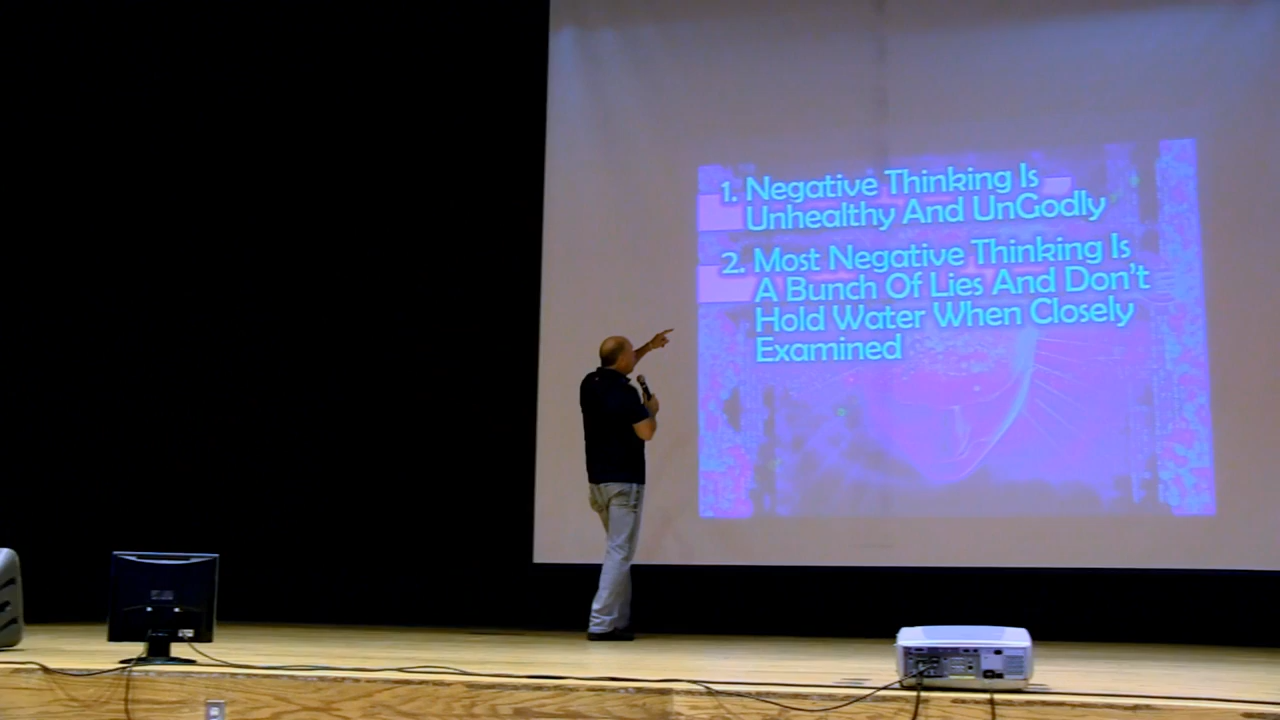 1. Negative Thinking Is
Unhealthy And UnGodly
2. Most Negative Thinking Is
A Bunch Of Lies And Don't
Hold Water When Closely
Examined